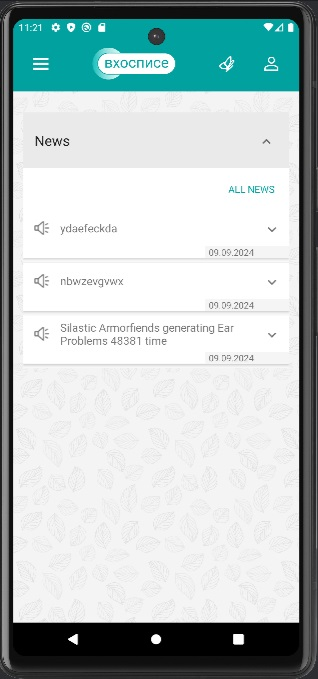 11:21
вхосписе
News
ALL NEWS
ydaefeckda
09.09.2024
nbwzevgvwx
09.09.2024
Silastic Armorfiends generating Ear
Problems 48381 time
09.09.2024